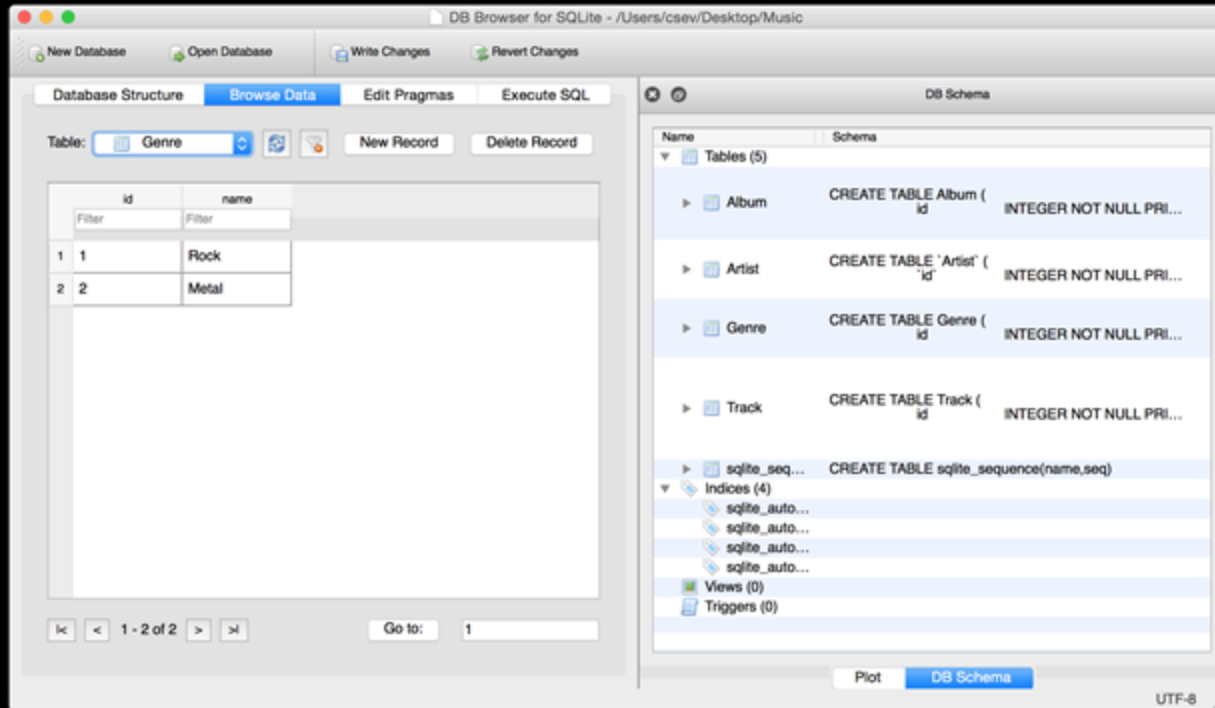 DB Browser for SQLite - /Users/csev/Desktop/Music
New Database Open Database Write Changes Revert Changes
Database Structure Browse Data Edit Pragmas Execute SQL
Table: Genre New Record Delete Record
id name
Filter Filter
1 1 Rock
2 2 Metal
1 - 2 of 2 Go to: 1
DB Schema
Name Schema
Tables (5)
Album CREATE TABLE Album (
id INTEGER NOT NULL PRI...
Artist CREATE TABLE `Artist` (
`id` INTEGER NOT NULL PRI...
Genre CREATE TABLE Genre (
id INTEGER NOT NULL PRI...
Track CREATE TABLE Track (
id INTEGER NOT NULL PRI...
sqlite_seq... CREATE TABLE sqlite_sequence(name,seq)
Indices (4)
sqlite_auto...
sqlite_auto...
sqlite_auto...
sqlite_auto...
Views (0)
Triggers (0)
Plot DB Schema
UTF-8